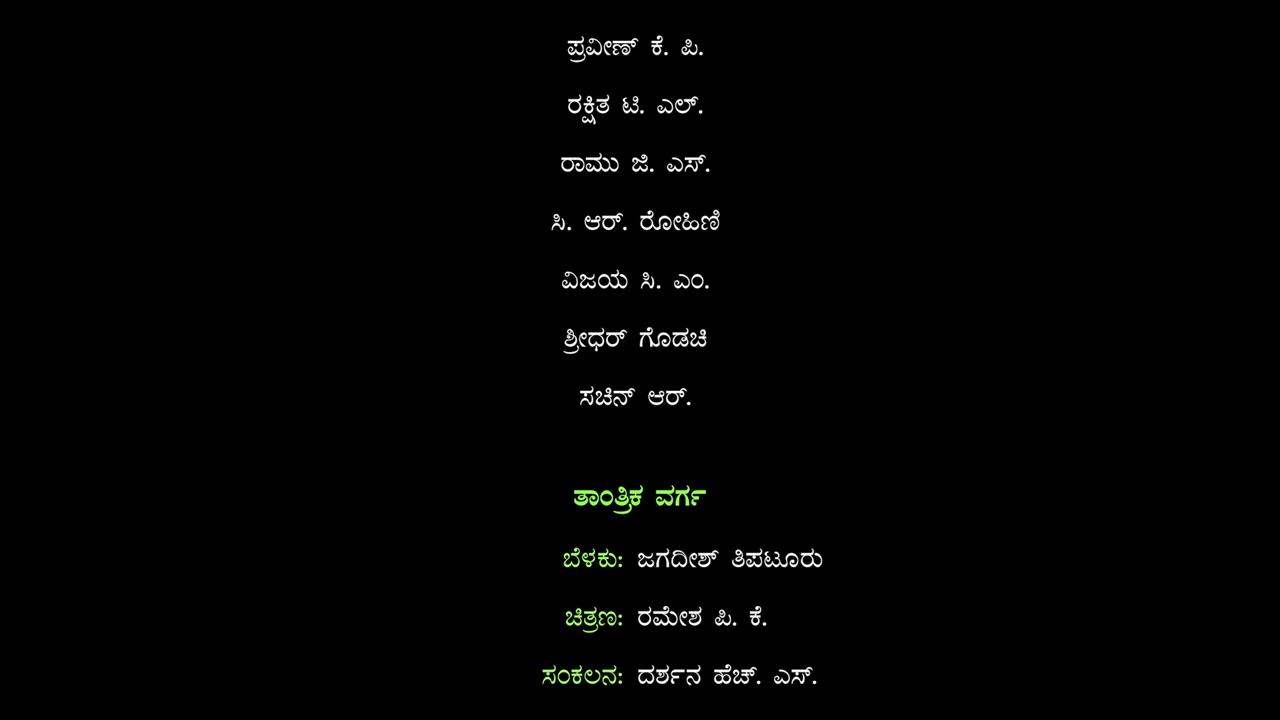 ಪ್ರವೀಣ್ ಕೆ. ಪಿ.
ರಕ್ಷಿತ ಟಿ. ಎಲ್.
ರಾಮು ಜಿ. ಎಸ್.
ಸಿ. ಆರ್. ರೋಹಿಣಿ
ವಿಜಯ ಸಿ. ಎಂ.
ಶ್ರೀಧರ್ ಗೊಡಚಿ
ಸಚಿನ್ ಆರ್.
ತಾಂತ್ರಿಕ ವರ್ಗ
ಬೆಳಕು: ಜಗದೀಶ್ ತಿಪಟೂರು
ಚಿತ್ರಣ: ರಮೇಶ ಪಿ. ಕೆ.
ಸಂಕಲನ: ದರ್ಶನ ಹೆಚ್. ಎಸ್.